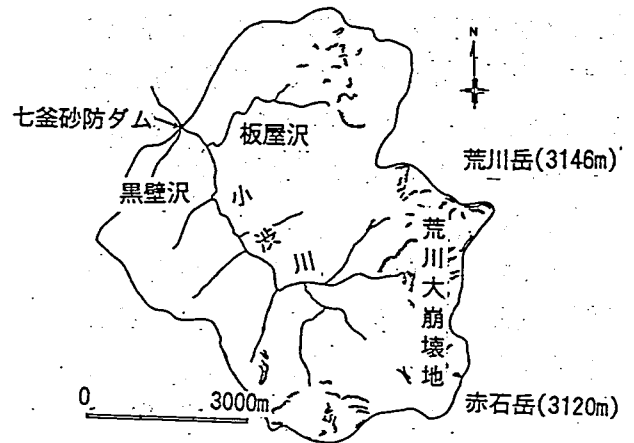 N
七釜砂防ダム
板屋沢
荒川岳(3146m)
黒壁沢
小渋川
荒川大崩壊地
0 3000m
赤石岳(3120m)